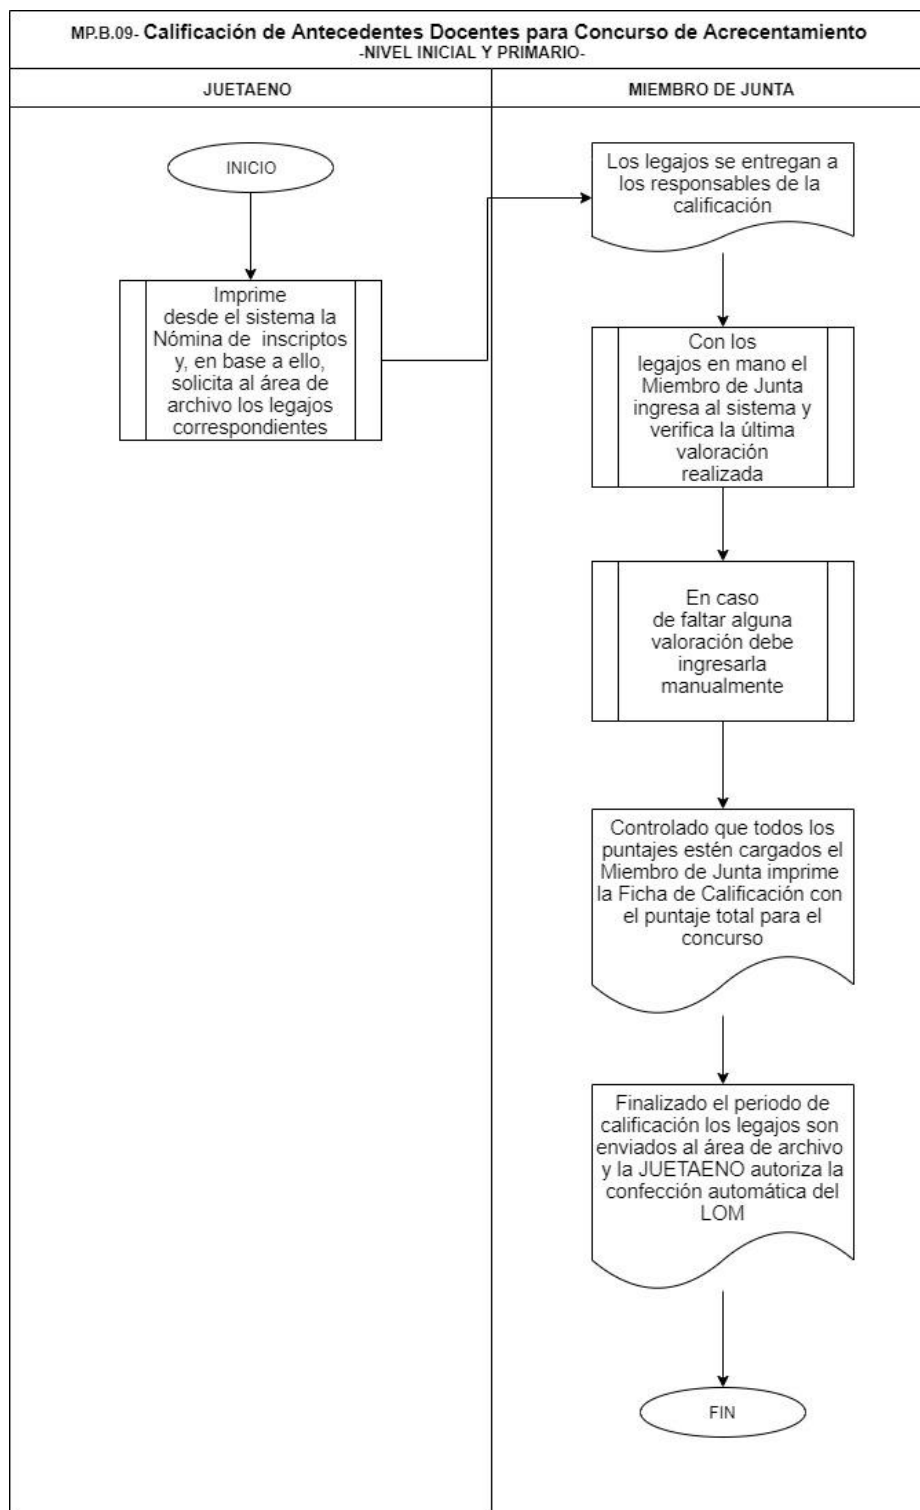 MP.B.09- Calificación de Antecedentes Docentes para Concurso de Acrecentamiento
-NIVEL INICIAL Y PRIMARIO-
JUETAENO
MIEMBRO DE JUNTA
INICIO
Imprime
desde el sistema la
Nómina de inscriptos
y, en base a ello,
solicita al área de
archivo los legajos
correspondientes
Los legajos se entregan a
los responsables de la
calificación
Con los
legajos en mano el
Miembro de Junta
ingresa al sistema y
verifica la última
valoración
realizada
En caso
de faltar alguna
valoración debe
ingresarla
manualmente
Controlado que todos los
puntajes estén cargados el
Miembro de Junta imprime
la Ficha de Calificación con
el puntaje total para el
concurso
Finalizado el periodo de
calificación los legajos son
enviados al área de archivo
y la JUETAENO autoriza la
confección automática del
LOM
FIN